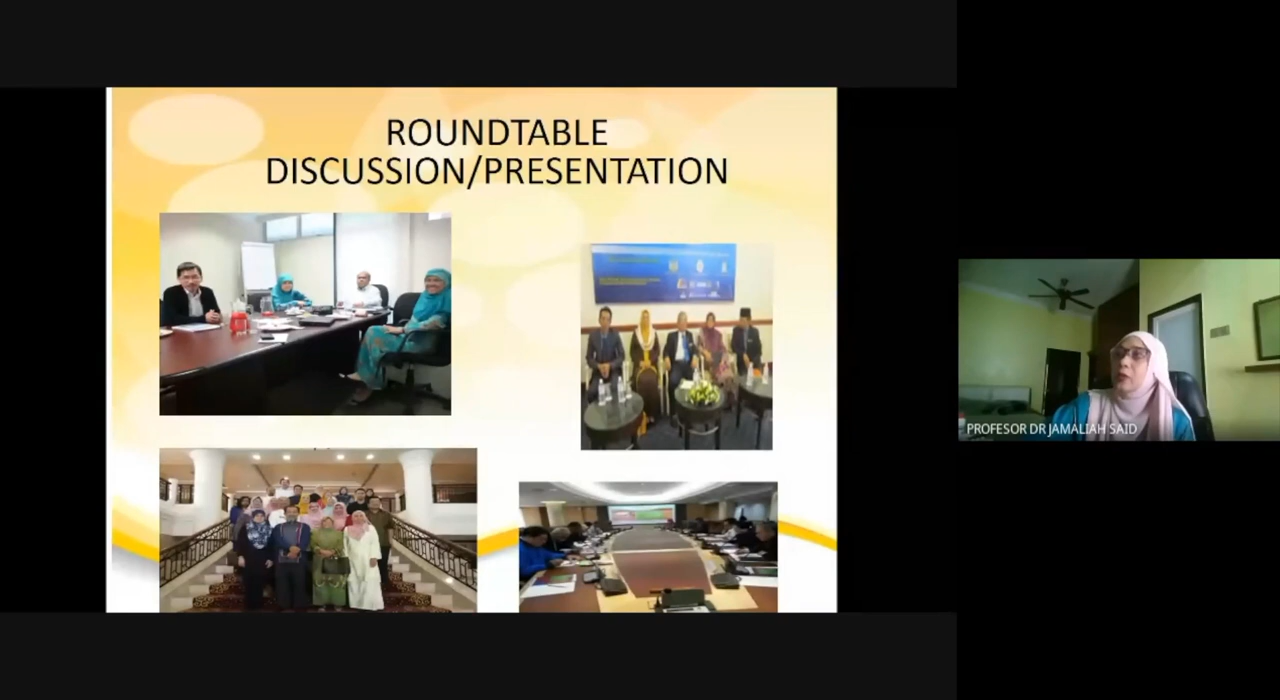 ROUNDTABLE
DISCUSSION/PRESENTATION
PROFESOR DR JAMALIAH SAID